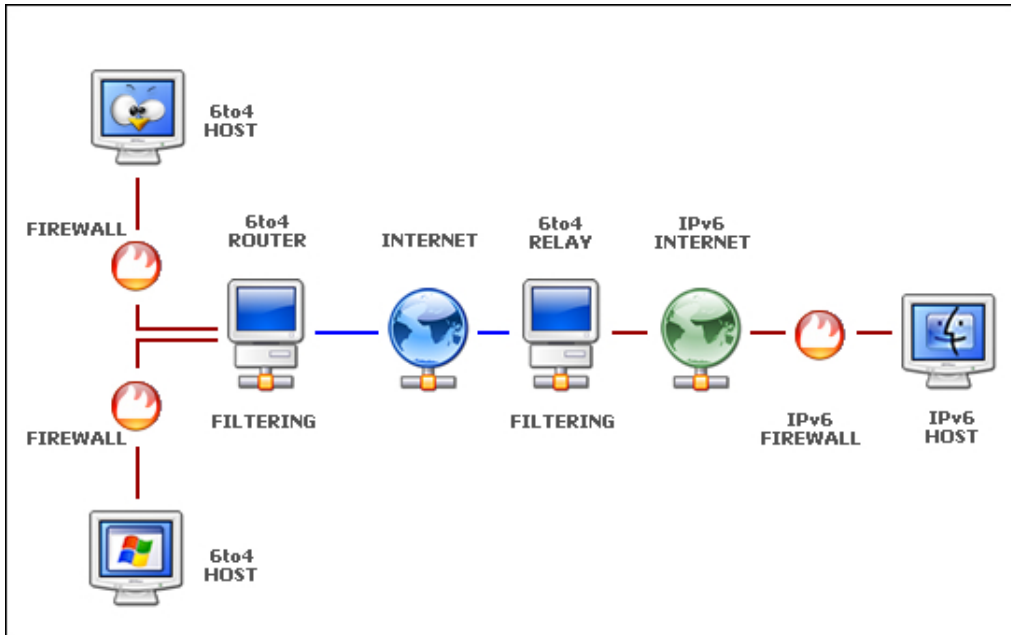 6to4
HOST
FIREWALL
6to4
ROUTER
INTERNET
6to4
RELAY
IPv6
INTERNET
FILTERING
FILTERING
IPv6
FIREWALL
IPv6
HOST
FIREWALL
6to4
HOST